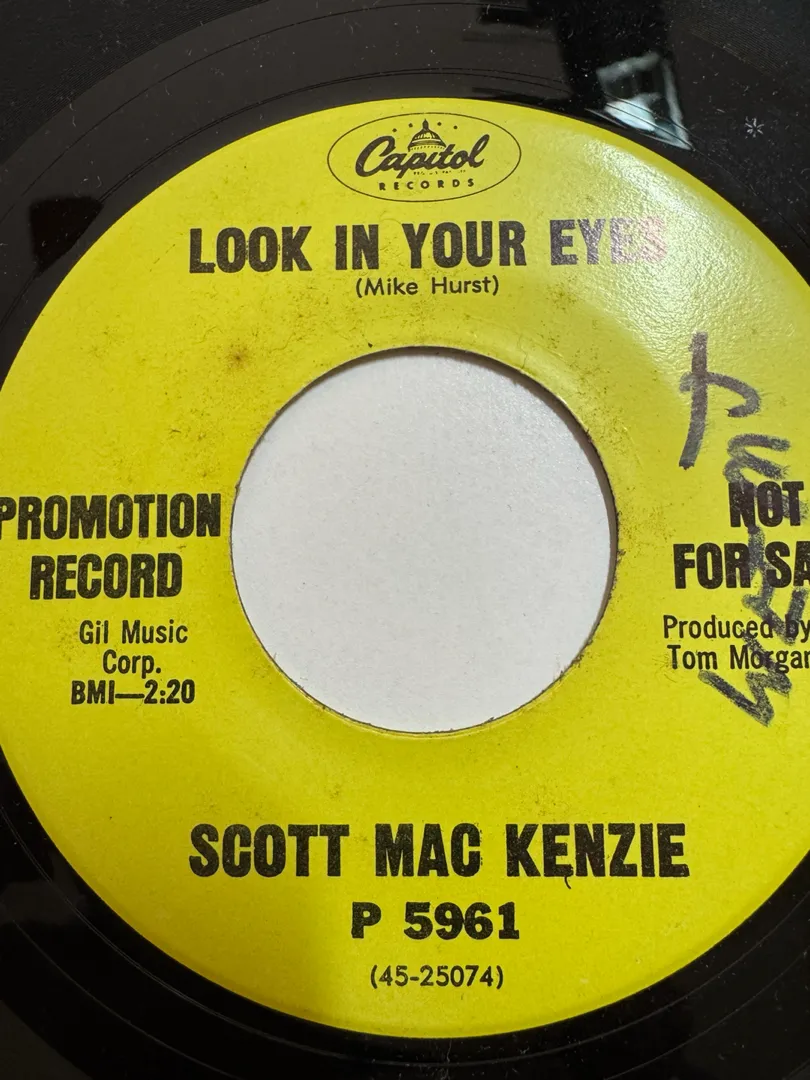 Capitol
RECORDS
LOOK IN YOUR EYES
(Mike Hurst)
PROMOTION
RECORD
Gil Music
Corp.
BMI—2:20
NOT
FOR SA
Produced by
Tom Morgan
SCOTT MAC KENZIE
P 5961
(45-25074)